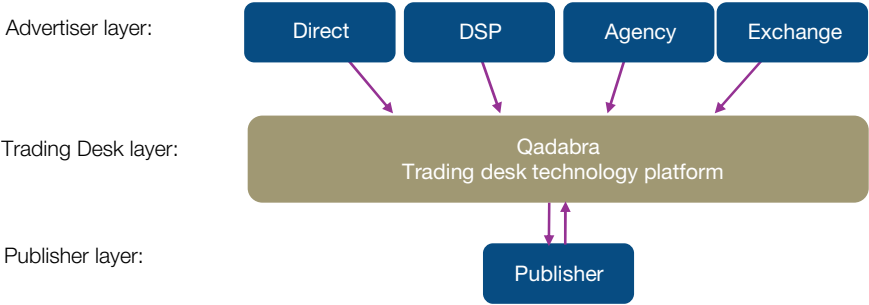 Advertiser layer:
Direct
DSP
Agency
Exchange
Trading Desk layer:
Qadabra
Trading desk technology platform
Publisher layer:
Publisher